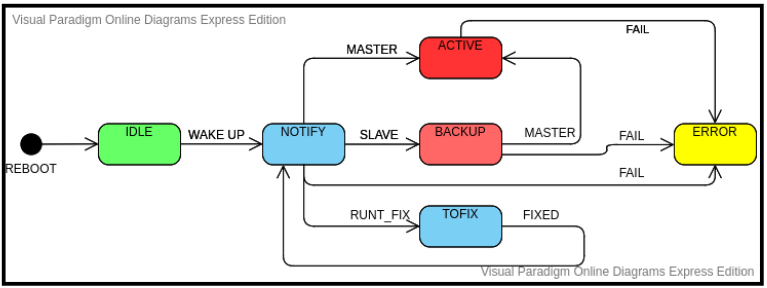 Visual Paradigm Online Diagrams Express Edition
FAIL
MASTER
ACTIVE
IDLE
WAKE UP
NOTIFY
SLAVE
BACKUP
MASTER
FAIL
ERROR
REBOOT
FAIL
RUNT_FIX
TOFIX
FIXED
Visual Paradigm Online Diagrams Express Edition